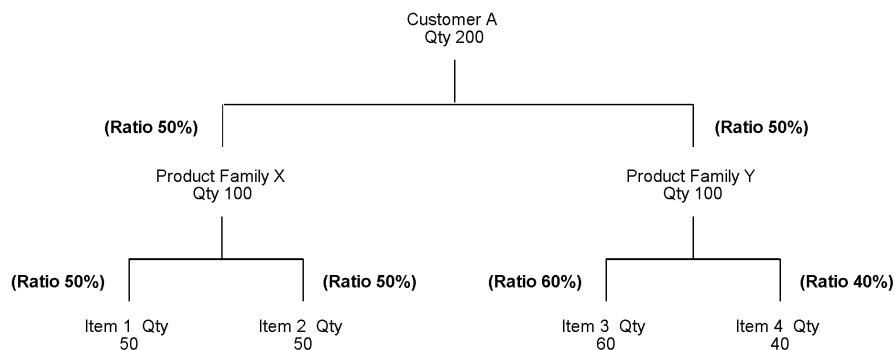 Customer A
Qty 200
(Ratio 50%)
(Ratio 50%)
Product Family X
Qty 100
Product Family Y
Qty 100
(Ratio 50%)
(Ratio 50%)
(Ratio 60%)
(Ratio 40%)
Item 1 Qty
50
Item 2 Qty
50
Item 3 Qty
60
Item 4 Qty
40